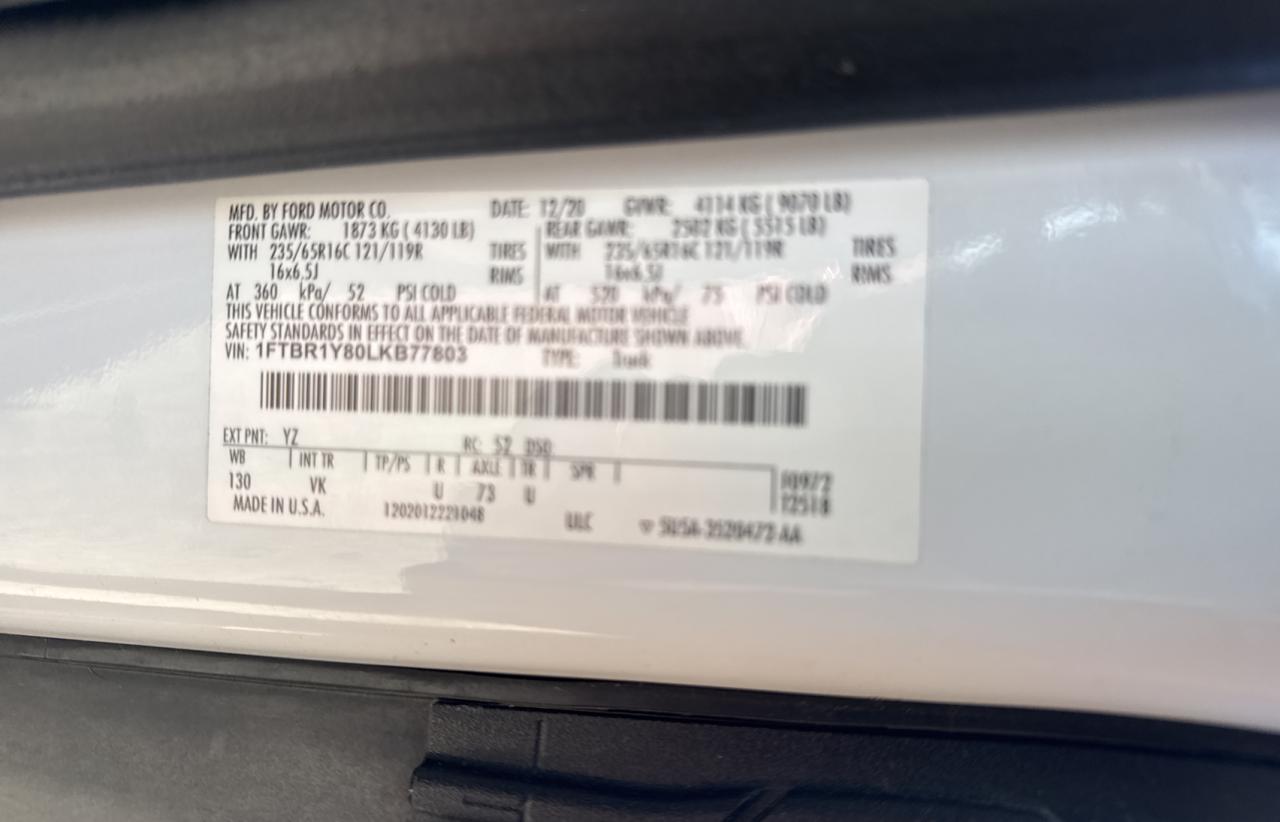 MFD. BY FORD MOTOR CO. DATE: 12/20 GVWR: 4114 KG ( 9070 LB)
FRONT GAWR: 1873 KG ( 4130 LB) REAR GAWR: 2502 KG ( 5515 LB)
WITH 235/65R16C 121/119R TIRES WITH 235/65R16C 121/119R TIRES
16x6.5J RIMS 16x6.5J RIMS
AT 360 kPa/ 52 PSI COLD AT 520 kPa/ 75 PSI COLD
THIS VEHICLE CONFORMS TO ALL APPLICABLE FEDERAL MOTOR VEHICLE
SAFETY STANDARDS IN EFFECT ON THE DATE OF MANUFACTURE SHOWN ABOVE
VIN: 1FTBR1Y80LKB77803 TYPE: Truck
EXT PNT: YZ RC: 52 DSO:
WB INT TR TP/PS R AXLE TR SPR
130 VK U 73 U
MADE IN U.S.A. 1202012221048 ULC